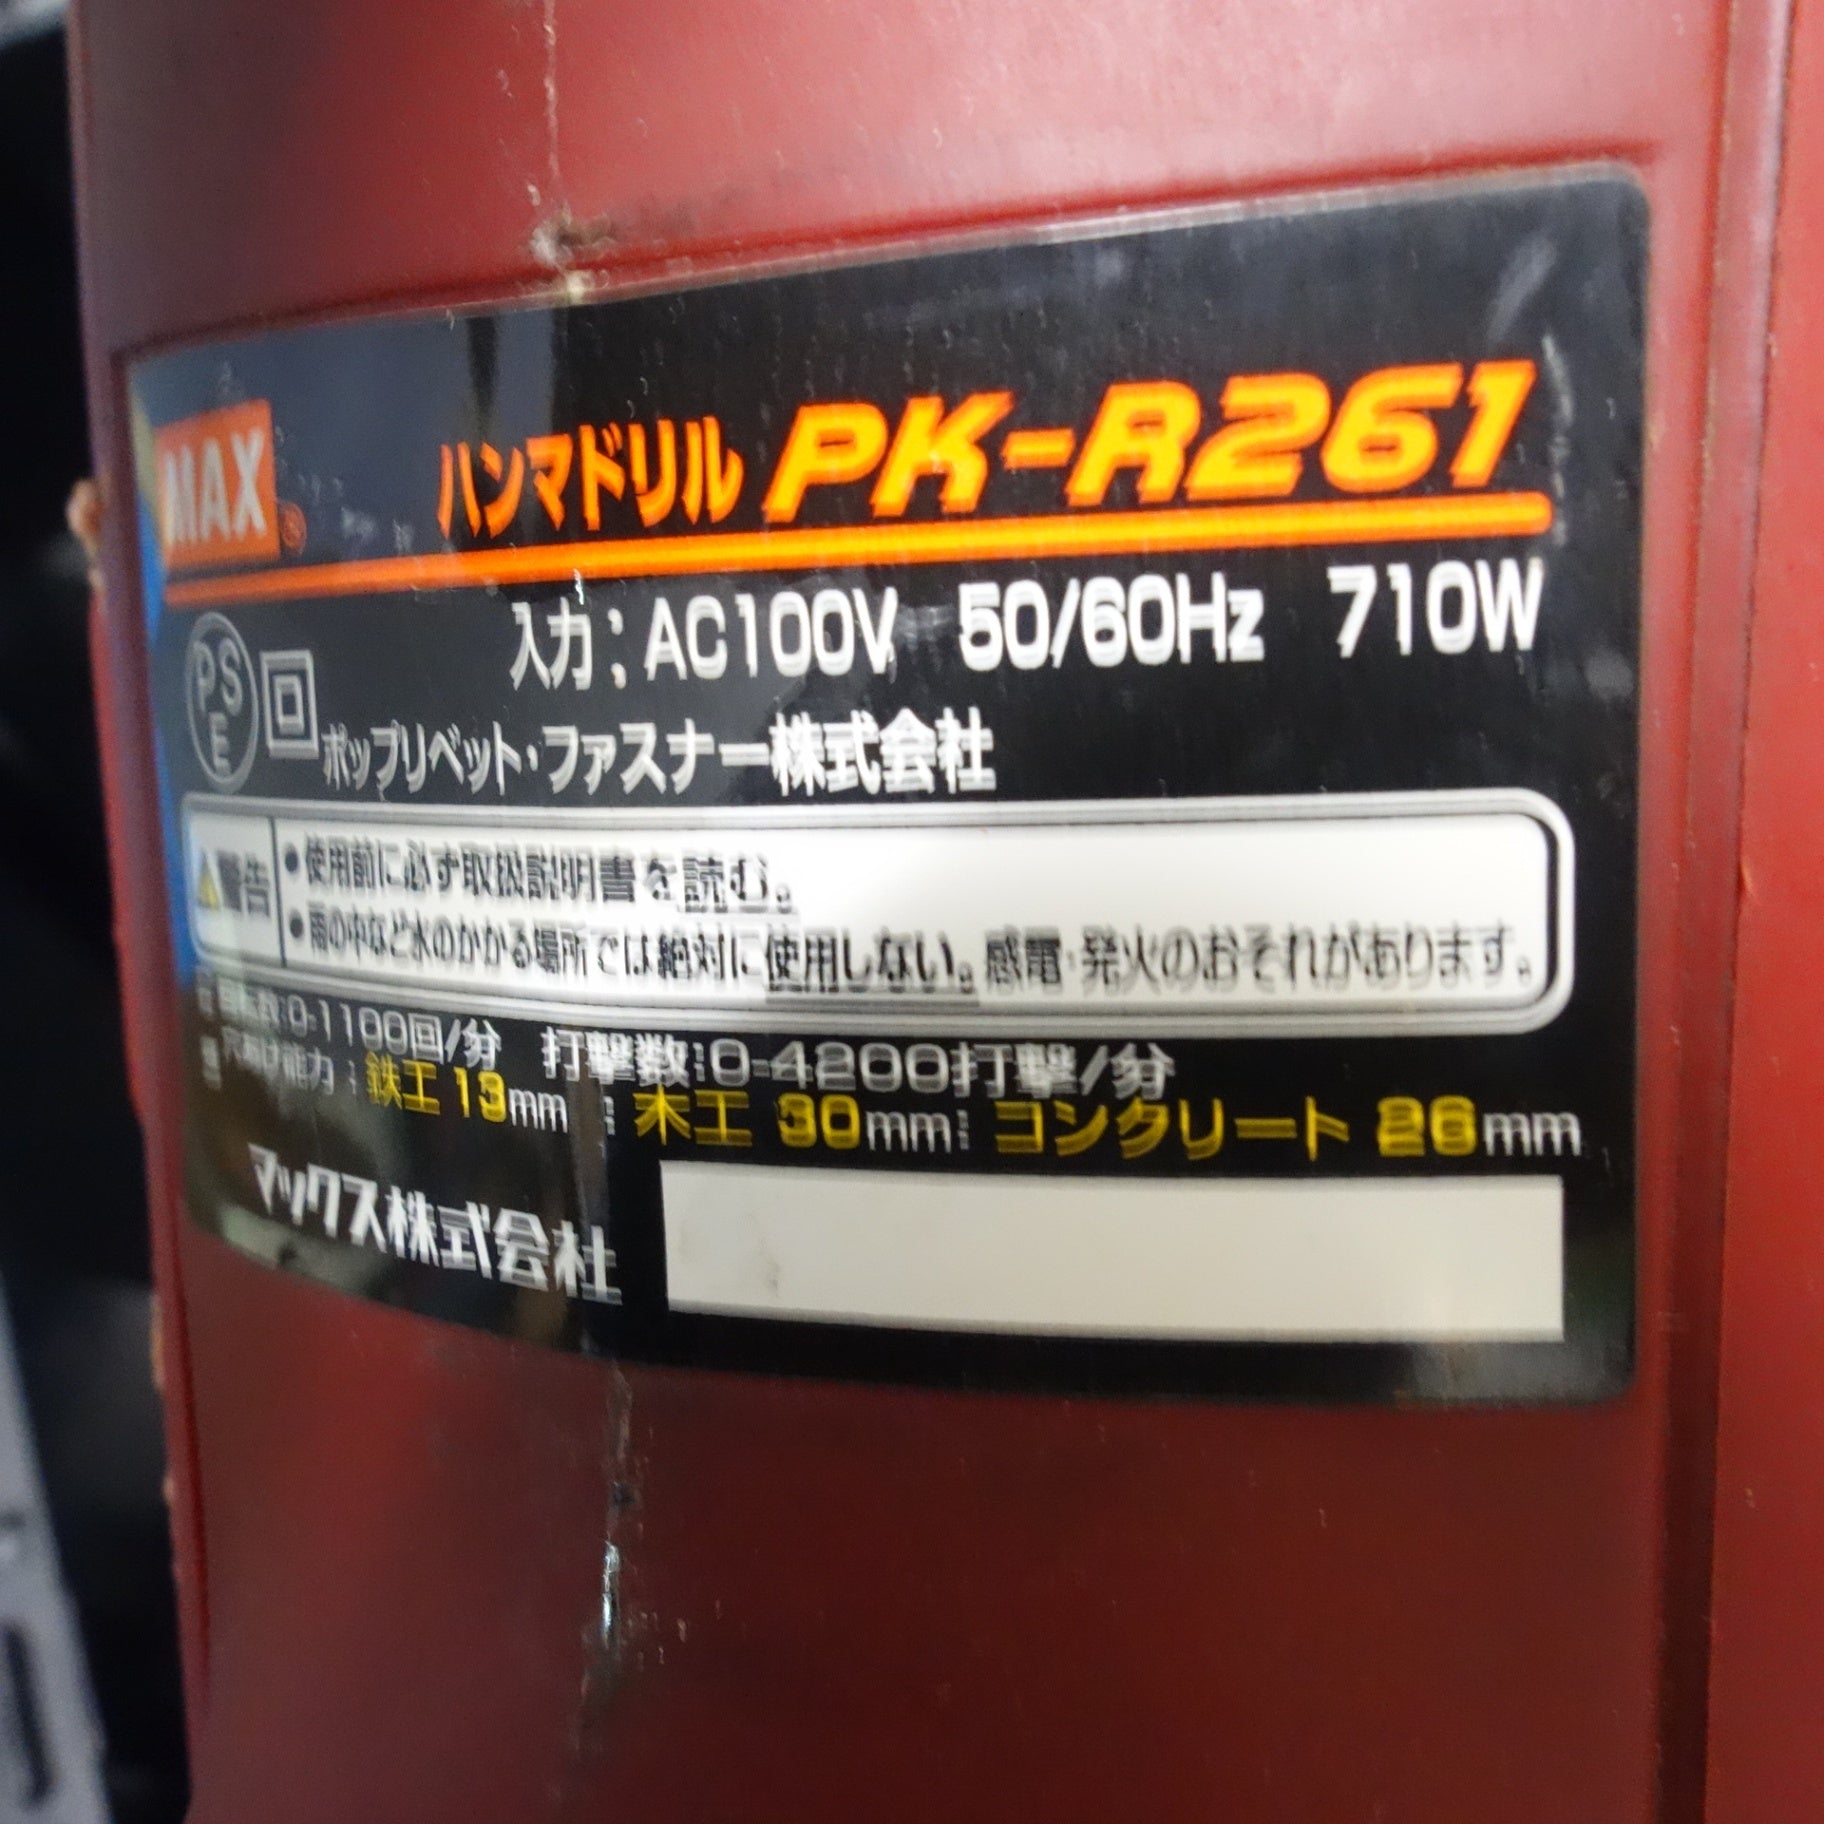 MAX®
ハンマドリル PK-R261
入力：AC100V 50/60Hz 710W
PSE
ポップリベット・ファスナー株式会社
警告
・使用前に必ず取扱説明書を読む。
・雨の中など水のかかる場所では絶対に使用しない。感電・発火のおそれがあります。
回転数：0-1100回/分 打撃数：0-4200打撃/分
穴あけ能力：鉄工 13mm ： 木工 30mm： コンクリート 26mm
マックス株式会社